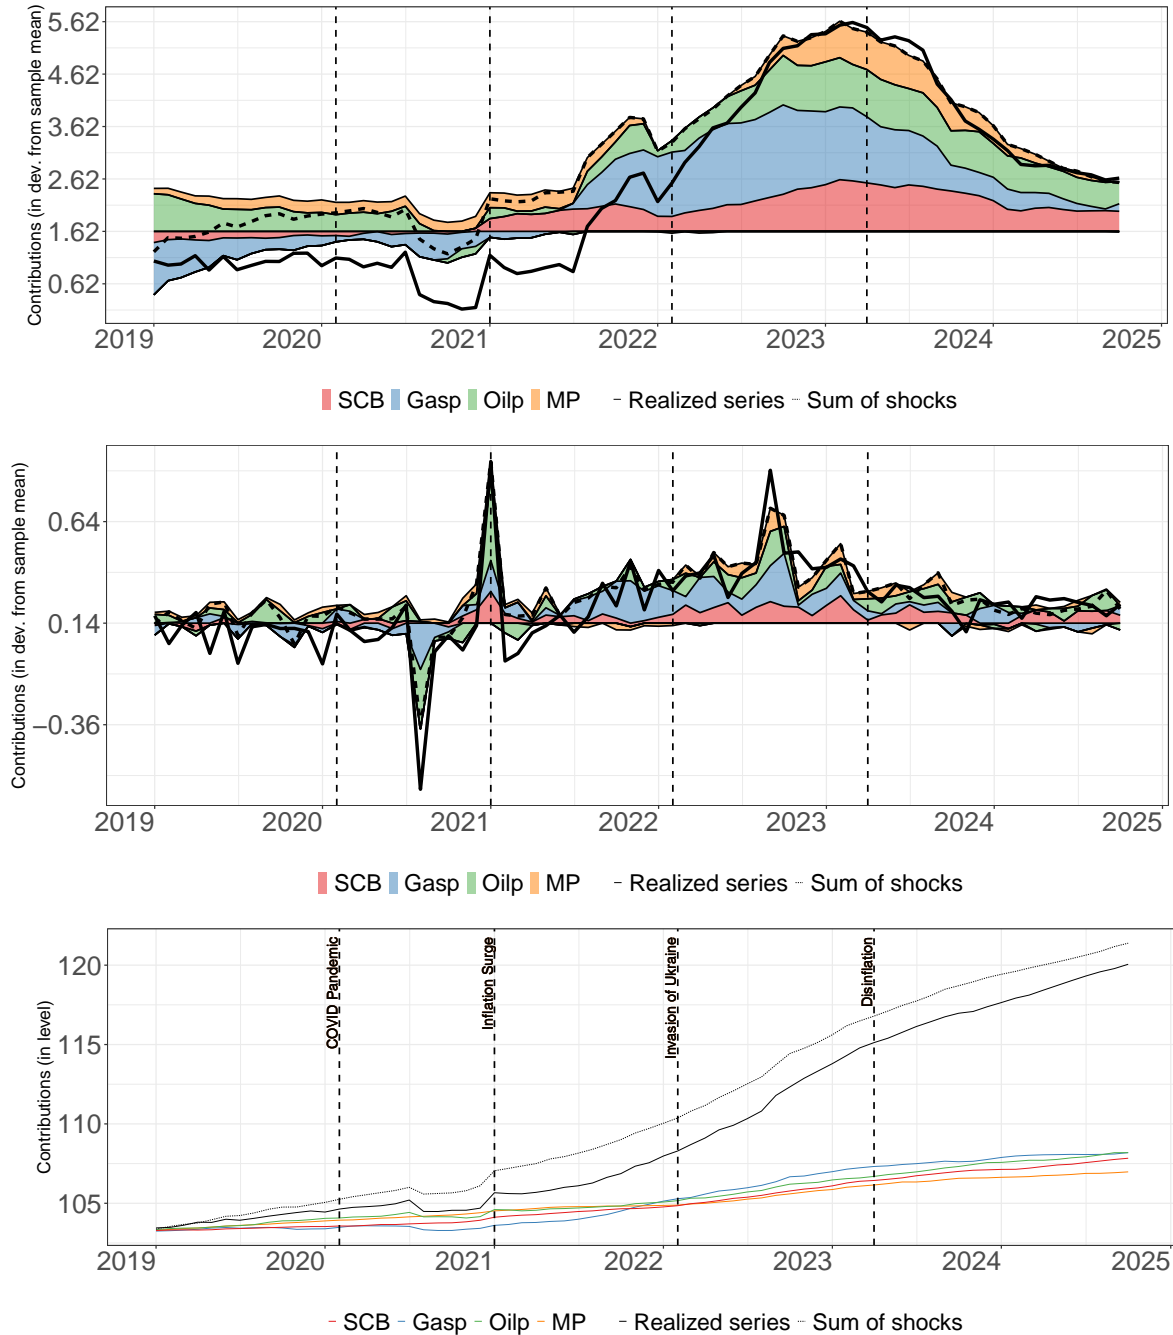 Contributions (in dev. from sample mean)
5.62
4.62
3.62
2.62
1.62
0.62
2019 2020 2021 2022 2023 2024 2025
SCB Gasp Oilp MP Realized series Sum of shocks
Contributions (in dev. from sample mean)
0.64
0.14
−0.36
2019 2020 2021 2022 2023 2024 2025
SCB Gasp Oilp MP Realized series Sum of shocks
Contributions (in level)
120
115
110
105
COVID Pandemic
Inflation Surge
Invasion of Ukraine
Disinflation
2019 2020 2021 2022 2023 2024 2025
SCB Gasp Oilp MP Realized series Sum of shocks